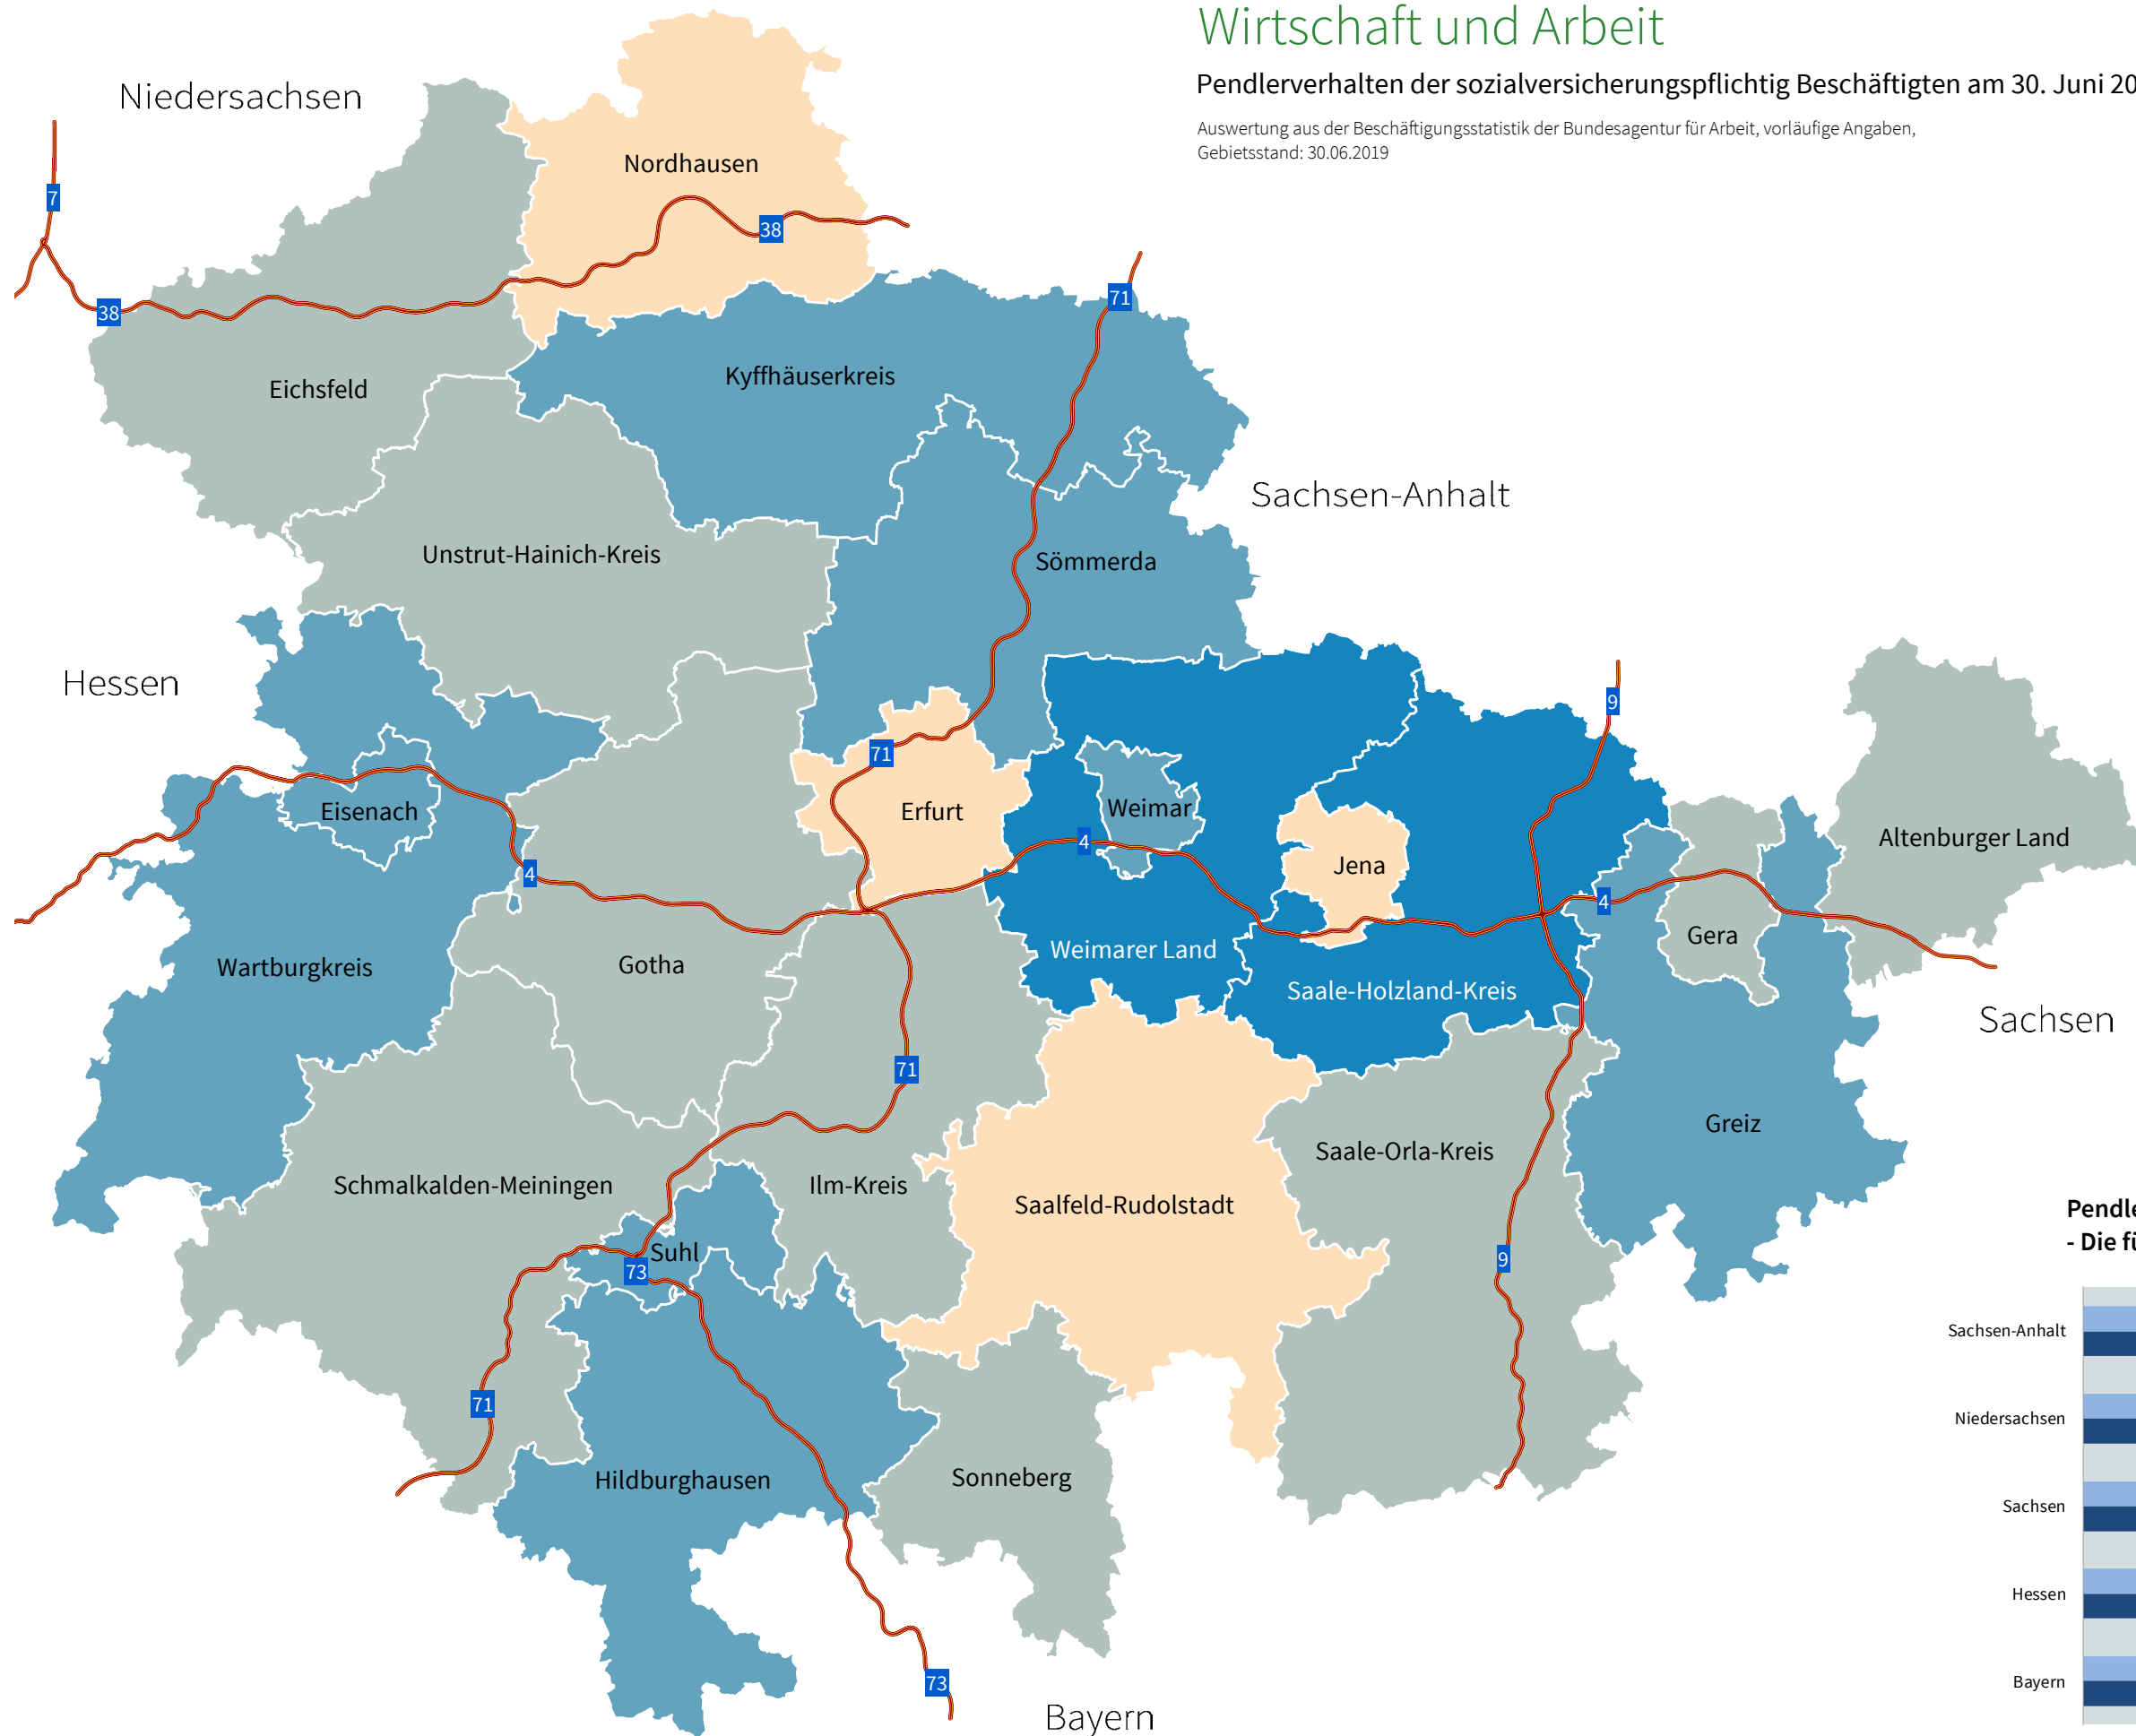 Wirtschaft und Arbeit
Pendlerverhalten der sozialversicherungspflichtig Beschäftigten am 30. Juni
Auswertung aus der Beschäftigungsstatistik der Bundesagentur für Arbeit, vorläufige Angaben,
Gebietsstand: 30.06.2019
Niedersachsen
Nordhausen
7
38
71
38
Kyffhäuserkreis
Eichsfeld
Sachsen-Anhalt
Unstrut-Hainich-Kreis
Sömmerda
Hessen
9
71
Eisenach
Erfurt
Weimar
4
Jena
Altenburger Land
4
4
Gera
Weimarer Land
Wartburgkreis
Gotha
Saale-Holzland-Kreis
Sachsen
71
Greiz
Saale-Orla-Kreis
Schmalkalden-Meiningen
Ilm-Kreis
Saalfeld-Rudolstadt
Suhl
73
9
71
Hildburghausen
Sonneberg
73
Bayern
- Die
Sachsen-Anhalt
Niedersachsen
Sachsen
Hessen
Bayern